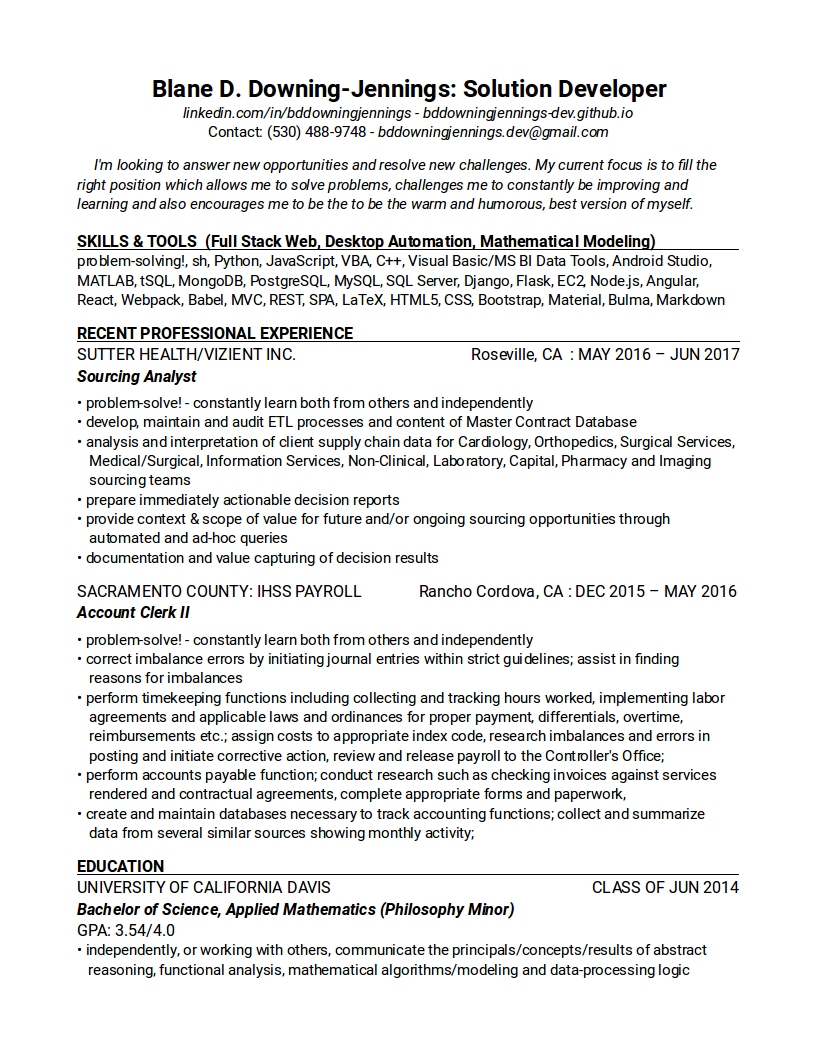 Blane D. Downing-Jennings: Solution Developer
linkedin.com/in/bddowningjennings - bddowningjennings-dev.github.io
Contact: (530) 488-9748 - bddowningjennings.dev@gmail.com
I'm looking to answer new opportunities and resolve new challenges. My current focus is to fill the
right position which allows me to solve problems, challenges me to constantly be improving and
learning and also encourages me to be the to be the warm and humorous, best version of myself.
SKILLS & TOOLS (Full Stack Web, Desktop Automation, Mathematical Modeling)
problem-solving!, sh, Python, JavaScript, VBA, C++, Visual Basic/MS BI Data Tools, Android Studio,
MATLAB, tSQL, MongoDB, PostgreSQL, MySQL, SQL Server, Django, Flask, EC2, Node.js, Angular,
React, Webpack, Babel, MVC, REST, SPA, LaTeX, HTML5, CSS, Bootstrap, Material, Bulma, Markdown
RECENT PROFESSIONAL EXPERIENCE
SUTTER HEALTH/VIZIENT INC. Roseville, CA : MAY 2016 – JUN 2017
Sourcing Analyst
• problem-solve! - constantly learn both from others and independently
• develop, maintain and audit ETL processes and content of Master Contract Database
• analysis and interpretation of client supply chain data for Cardiology, Orthopedics, Surgical Services,
Medical/Surgical, Information Services, Non-Clinical, Laboratory, Capital, Pharmacy and Imaging
sourcing teams
• prepare immediately actionable decision reports
• provide context & scope of value for future and/or ongoing sourcing opportunities through
automated and ad-hoc queries
• documentation and value capturing of decision results
SACRAMENTO COUNTY: IHSS PAYROLL Rancho Cordova, CA : DEC 2015 – MAY 2016
Account Clerk II
• problem-solve! - constantly learn both from others and independently
• correct imbalance errors by initiating journal entries within strict guidelines; assist in finding
reasons for imbalances
• perform timekeeping functions including collecting and tracking hours worked, implementing labor
agreements and applicable laws and ordinances for proper payment, differentials, overtime,
reimbursements etc.; assign costs to appropriate index code, research imbalances and errors in
posting and initiate corrective action, review and release payroll to the Controller's Office;
• perform accounts payable function; conduct research such as checking invoices against services
rendered and contractual agreements, complete appropriate forms and paperwork,
• create and maintain databases necessary to track accounting functions; collect and summarize
data from several similar sources showing monthly activity;
EDUCATION
UNIVERSITY OF CALIFORNIA DAVIS CLASS OF JUN 2014
Bachelor of Science, Applied Mathematics (Philosophy Minor)
GPA: 3.54/4.0
• independently, or working with others, communicate the principals/concepts/results of abstract
reasoning, functional analysis, mathematical algorithms/modeling and data-processing logic